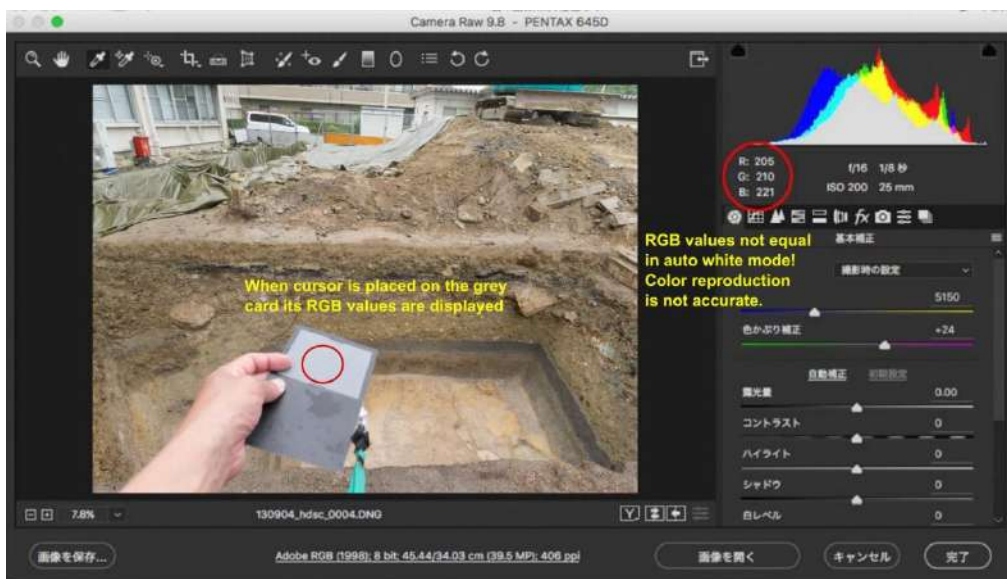 Camera Raw 9.8 - PENTAX 645D
R: 205
G: 210
B: 221
f/16 1/8 秒
ISO 200 25 mm
基本補正
撮影時の設定
5150
色かぶり補正
+24
自動補正 初期設定
露光量
0.00
コントラスト
0
ハイライト
0
シャドウ
0
白レベル
0
RGB values not equal
in auto white mode!
Color reproduction
is not accurate.
When cursor is placed on the grey
card its RGB values are displayed
7.8%
130904_hdsc_0004.DNG
Y
画像を保存...
Adobe RGB (1998); 8 bit; 45.44/34.03 cm (39.5 MP); 406 ppi
画像を開く
キャンセル
完了